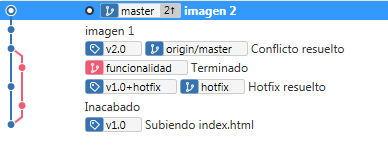 master 2↑ imagen 2
imagen 1
v2.0 origin/master Conflicto resuelto
funcionalidad Terminado
v1.0+hotfix hotfix Hotfix resuelto
Inacabado
v1.0 Subiendo index.html